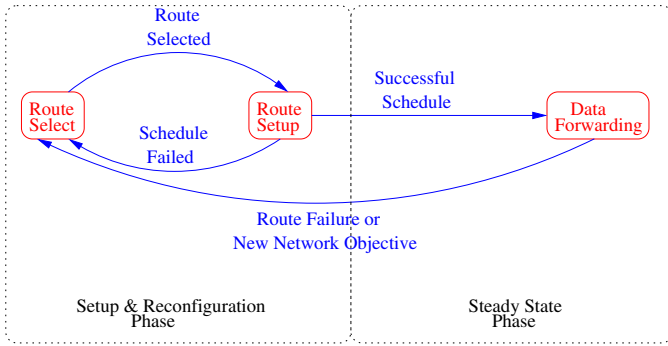 Route
Selected
Route
Select
Schedule
Failed
Route
Setup
Successful
Schedule
Data
Forwarding
Route Failure or
New Network Objective
Setup & Reconfiguration
Phase
Steady State
Phase